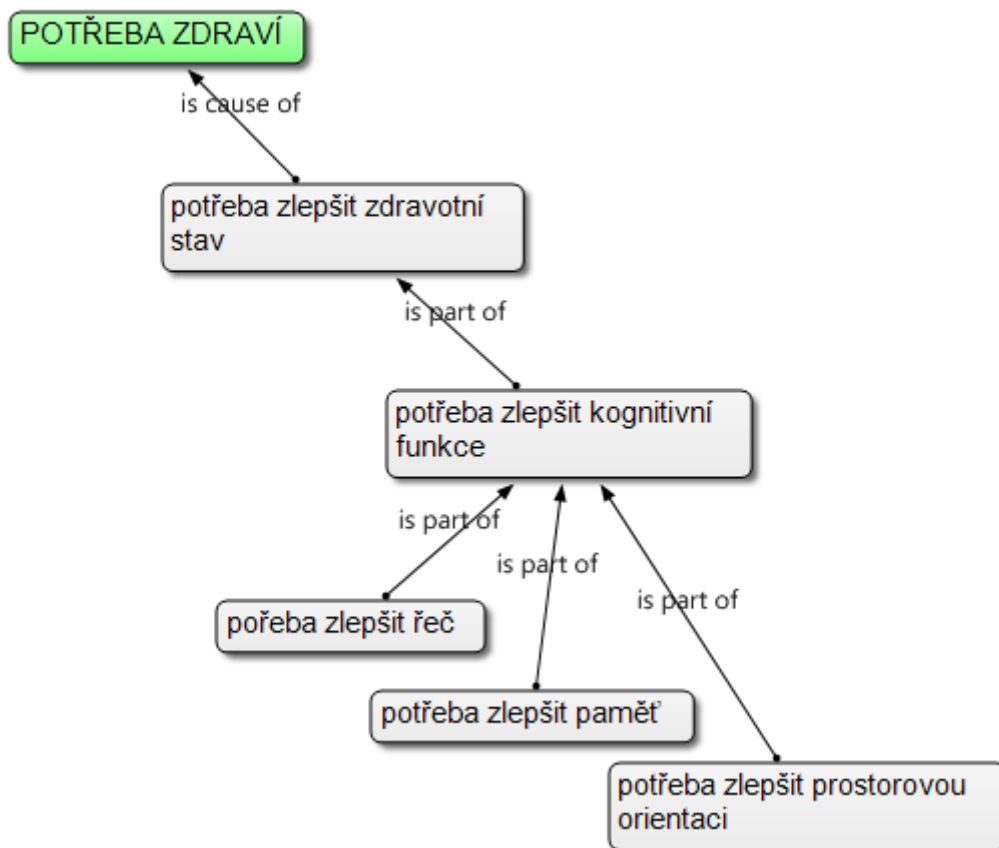 POTŘEBA ZDRAVÍ
is cause of
potřeba zlepšit zdravotní
stav
is part of
potřeba zlepšit kognitivní
funkce
is part of
is part of
is part of
pořeba zlepšit řeč
potřeba zlepšit paměť
potřeba zlepšit prostorovou
orientaci